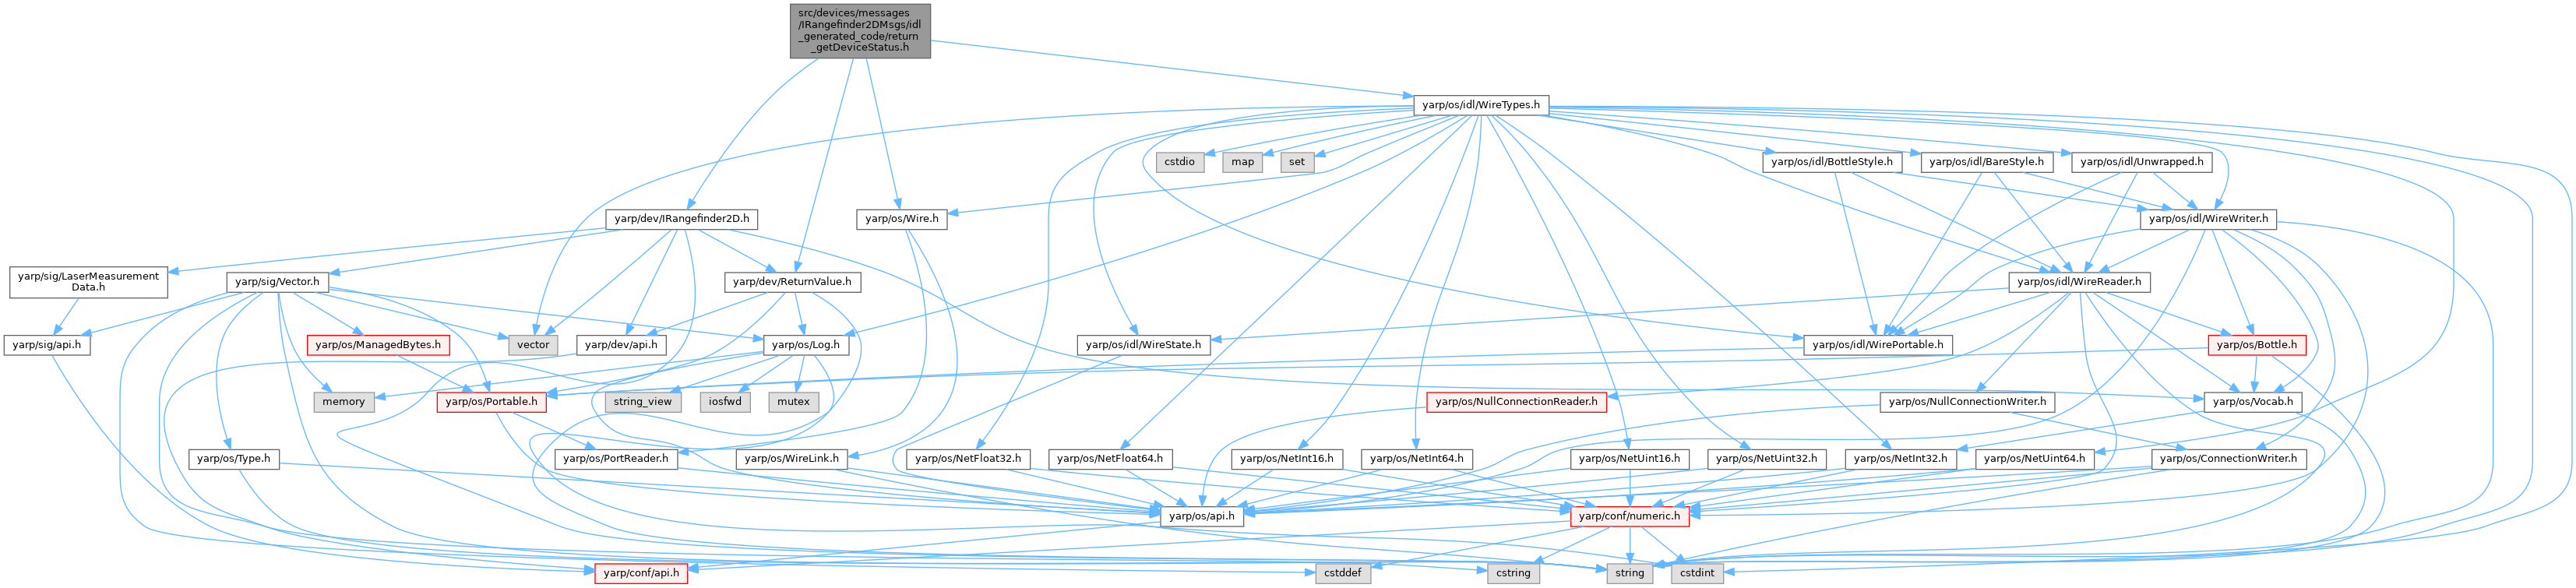 src/devices/messages
/IRangefinder2DMsgs/idl
_generated_code/return
_getDeviceStatus.h
yarp/os/idl/WireTypes.h
cstdio
map
set
yarp/os/idl/BottleStyle.h
yarp/os/idl/BareStyle.h
yarp/os/idl/Unwrapped.h
yarp/dev/IRangefinder2D.h
yarp/os/Wire.h
yarp/os/idl/WireWriter.h
yarp/sig/LaserMeasurement
Data.h
yarp/sig/Vector.h
yarp/dev/ReturnValue.h
yarp/os/idl/WireReader.h
yarp/sig/api.h
yarp/os/ManagedBytes.h
vector
yarp/dev/api.h
yarp/os/Log.h
yarp/os/idl/WireState.h
yarp/os/idl/WirePortable.h
yarp/os/Bottle.h
memory
yarp/os/Portable.h
string_view
iosfwd
mutex
yarp/os/NullConnectionReader.h
yarp/os/NullConnectionWriter.h
yarp/os/Vocab.h
yarp/os/Type.h
yarp/os/PortReader.h
yarp/os/WireLink.h
yarp/os/NetFloat32.h
yarp/os/NetFloat64.h
yarp/os/NetInt16.h
yarp/os/NetInt64.h
yarp/os/NetUint16.h
yarp/os/NetUint32.h
yarp/os/NetInt32.h
yarp/os/NetUint64.h
yarp/os/ConnectionWriter.h
yarp/os/api.h
yarp/conf/numeric.h
yarp/conf/api.h
cstddef
cstring
string
cstdint